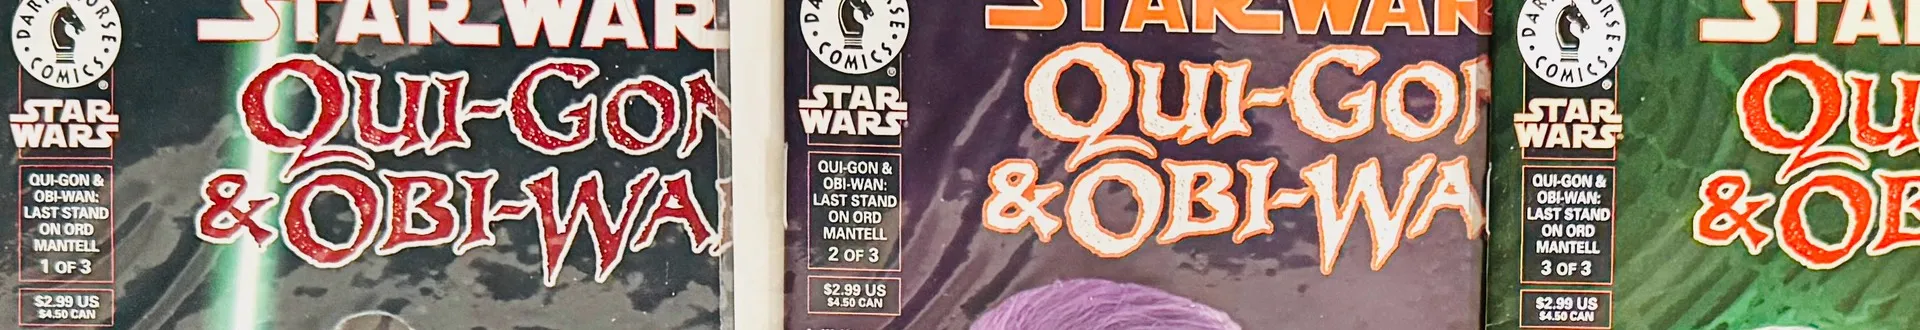 DARK HORSE
COMICS
®
STAR
WARS
QUI-GON &
OBI-WAN:
LAST STAND
ON ORD
MANTELL
1 OF 3
$2.99 US
$4.50 CAN
STAR WAR
QUI-GON
& OBI-WA
DARK HORSE
COMICS
®
STAR
WARS
QUI-GON &
OBI-WAN:
LAST STAND
ON ORD
MANTELL
2 OF 3
$2.99 US
$4.50 CAN
STAR WAR
QUI-GON
& OBI-WA
DARK HORSE
COMICS
®
STAR
WARS
QUI-GON &
OBI-WAN:
LAST STAND
ON ORD
MANTELL
3 OF 3
$2.99 US
$4.50 CAN
STA
QU
& OB